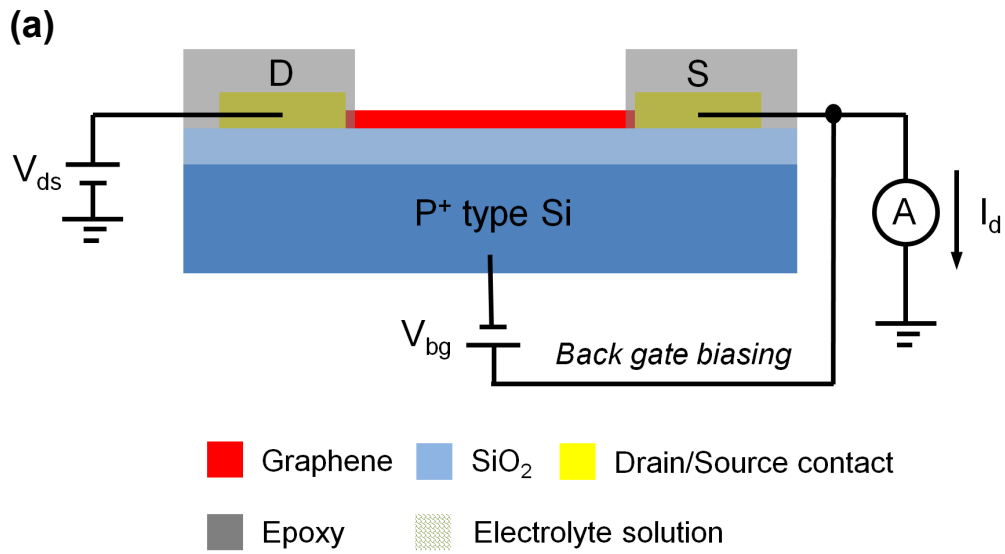 (a)
D
S
V_ds
P⁺ type Si
A
I_d
V_bg
Back gate biasing
Graphene
SiO₂
Drain/Source contact
Epoxy
Electrolyte solution